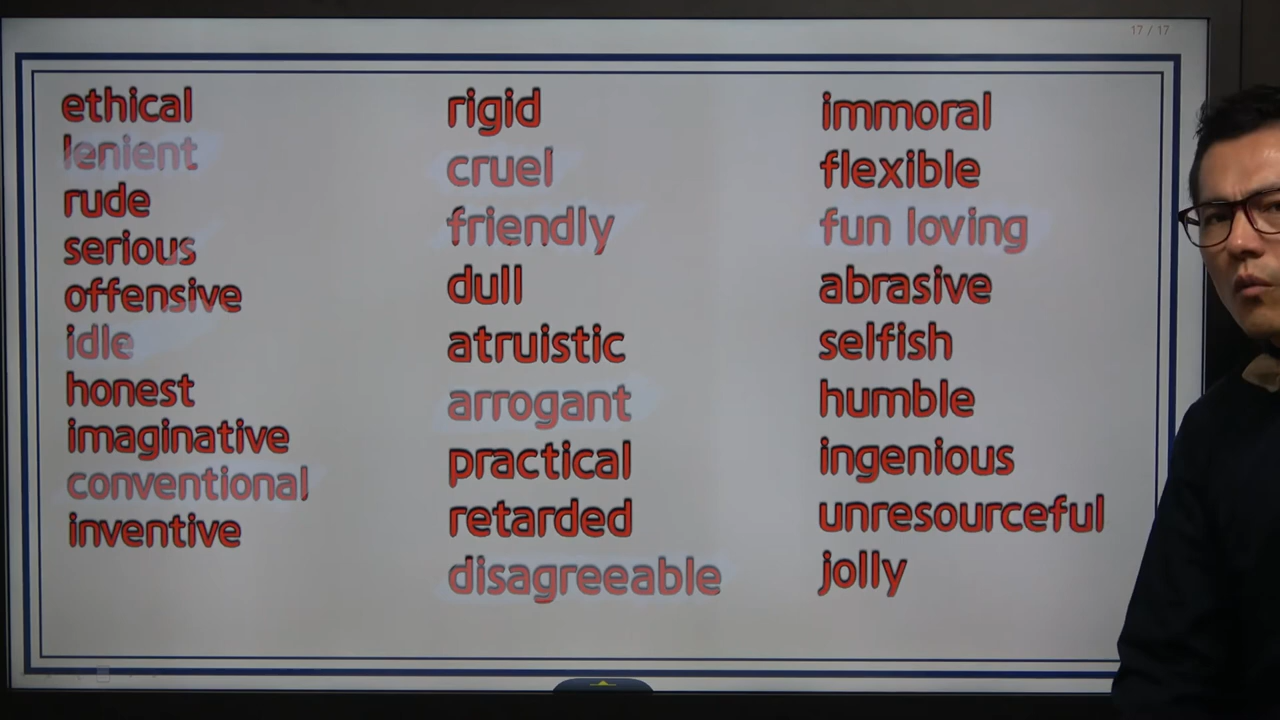 17 / 17
ethical
lenient
rude
serious
offensive
idle
honest
imaginative
conventional
inventive
rigid
cruel
friendly
dull
atruistic
arrogant
practical
retarded
disagreeable
immoral
flexible
fun loving
abrasive
selfish
humble
ingenious
unresourceful
jolly